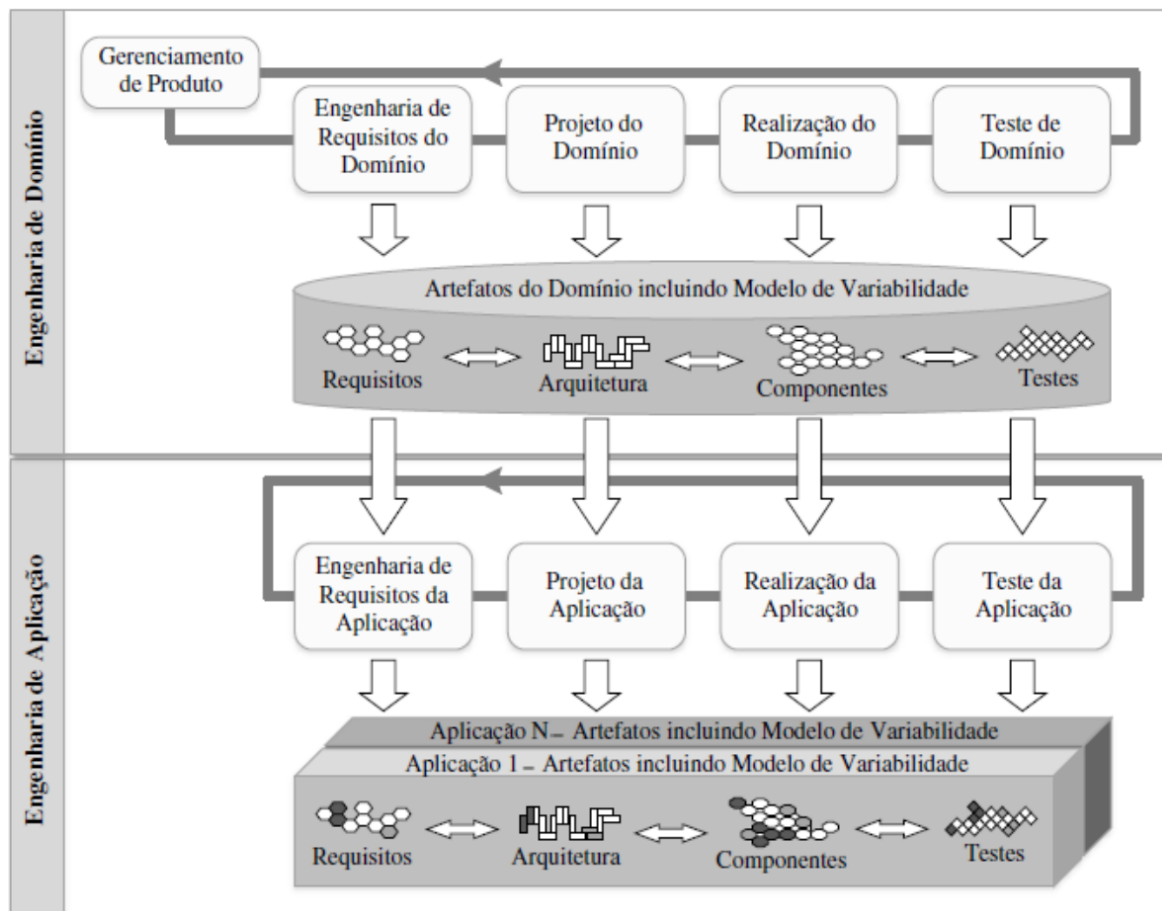 Engenharia de Domínio
Gerenciamento
de Produto
Engenharia de
Requisitos do
Domínio
Projeto do
Domínio
Realização do
Domínio
Teste de
Domínio
Artefatos do Domínio incluindo Modelo de Variabilidade
Requisitos
Arquitetura
Componentes
Testes
Engenharia de Aplicação
Engenharia de
Requisitos da
Aplicação
Projeto da
Aplicação
Realização da
Aplicação
Teste da
Aplicação
Aplicação N – Artefatos incluindo Modelo de Variabilidade
Aplicação 1 – Artefatos incluindo Modelo de Variabilidade
Requisitos
Arquitetura
Componentes
Testes